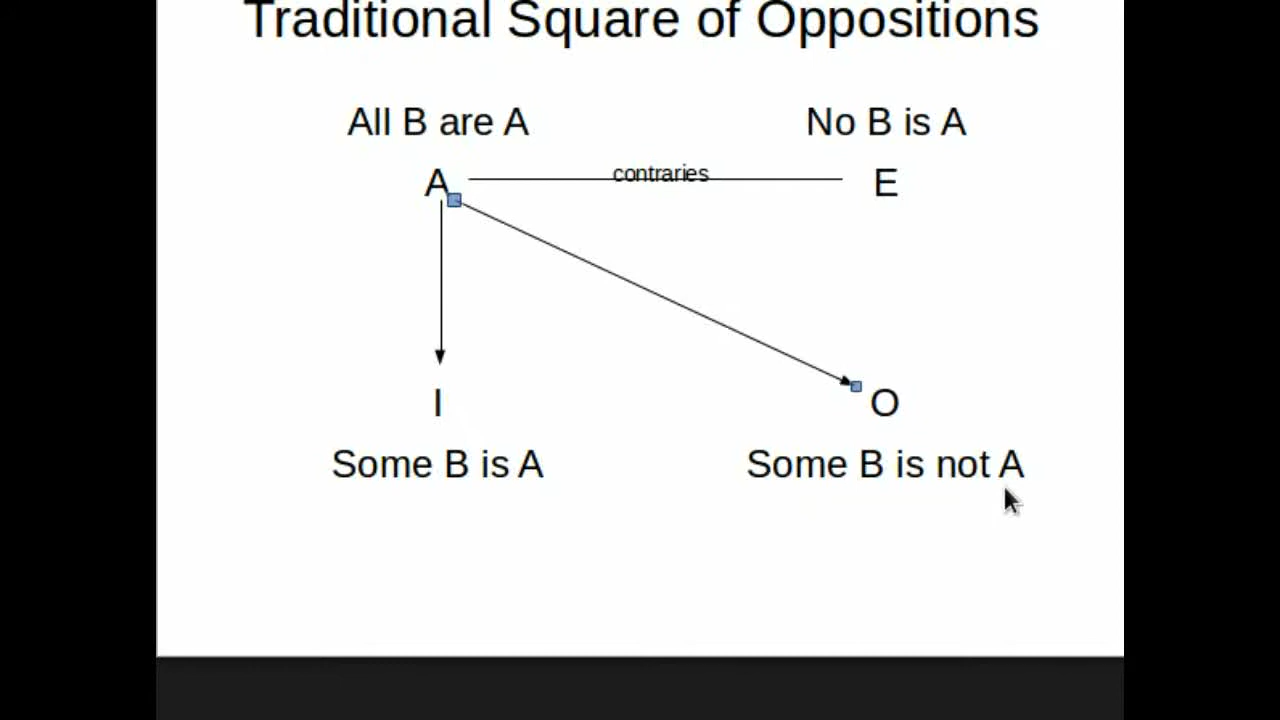 Traditional Square of Oppositions
All B are A
No B is A
A
contraries
E
I
O
Some B is A
Some B is not A